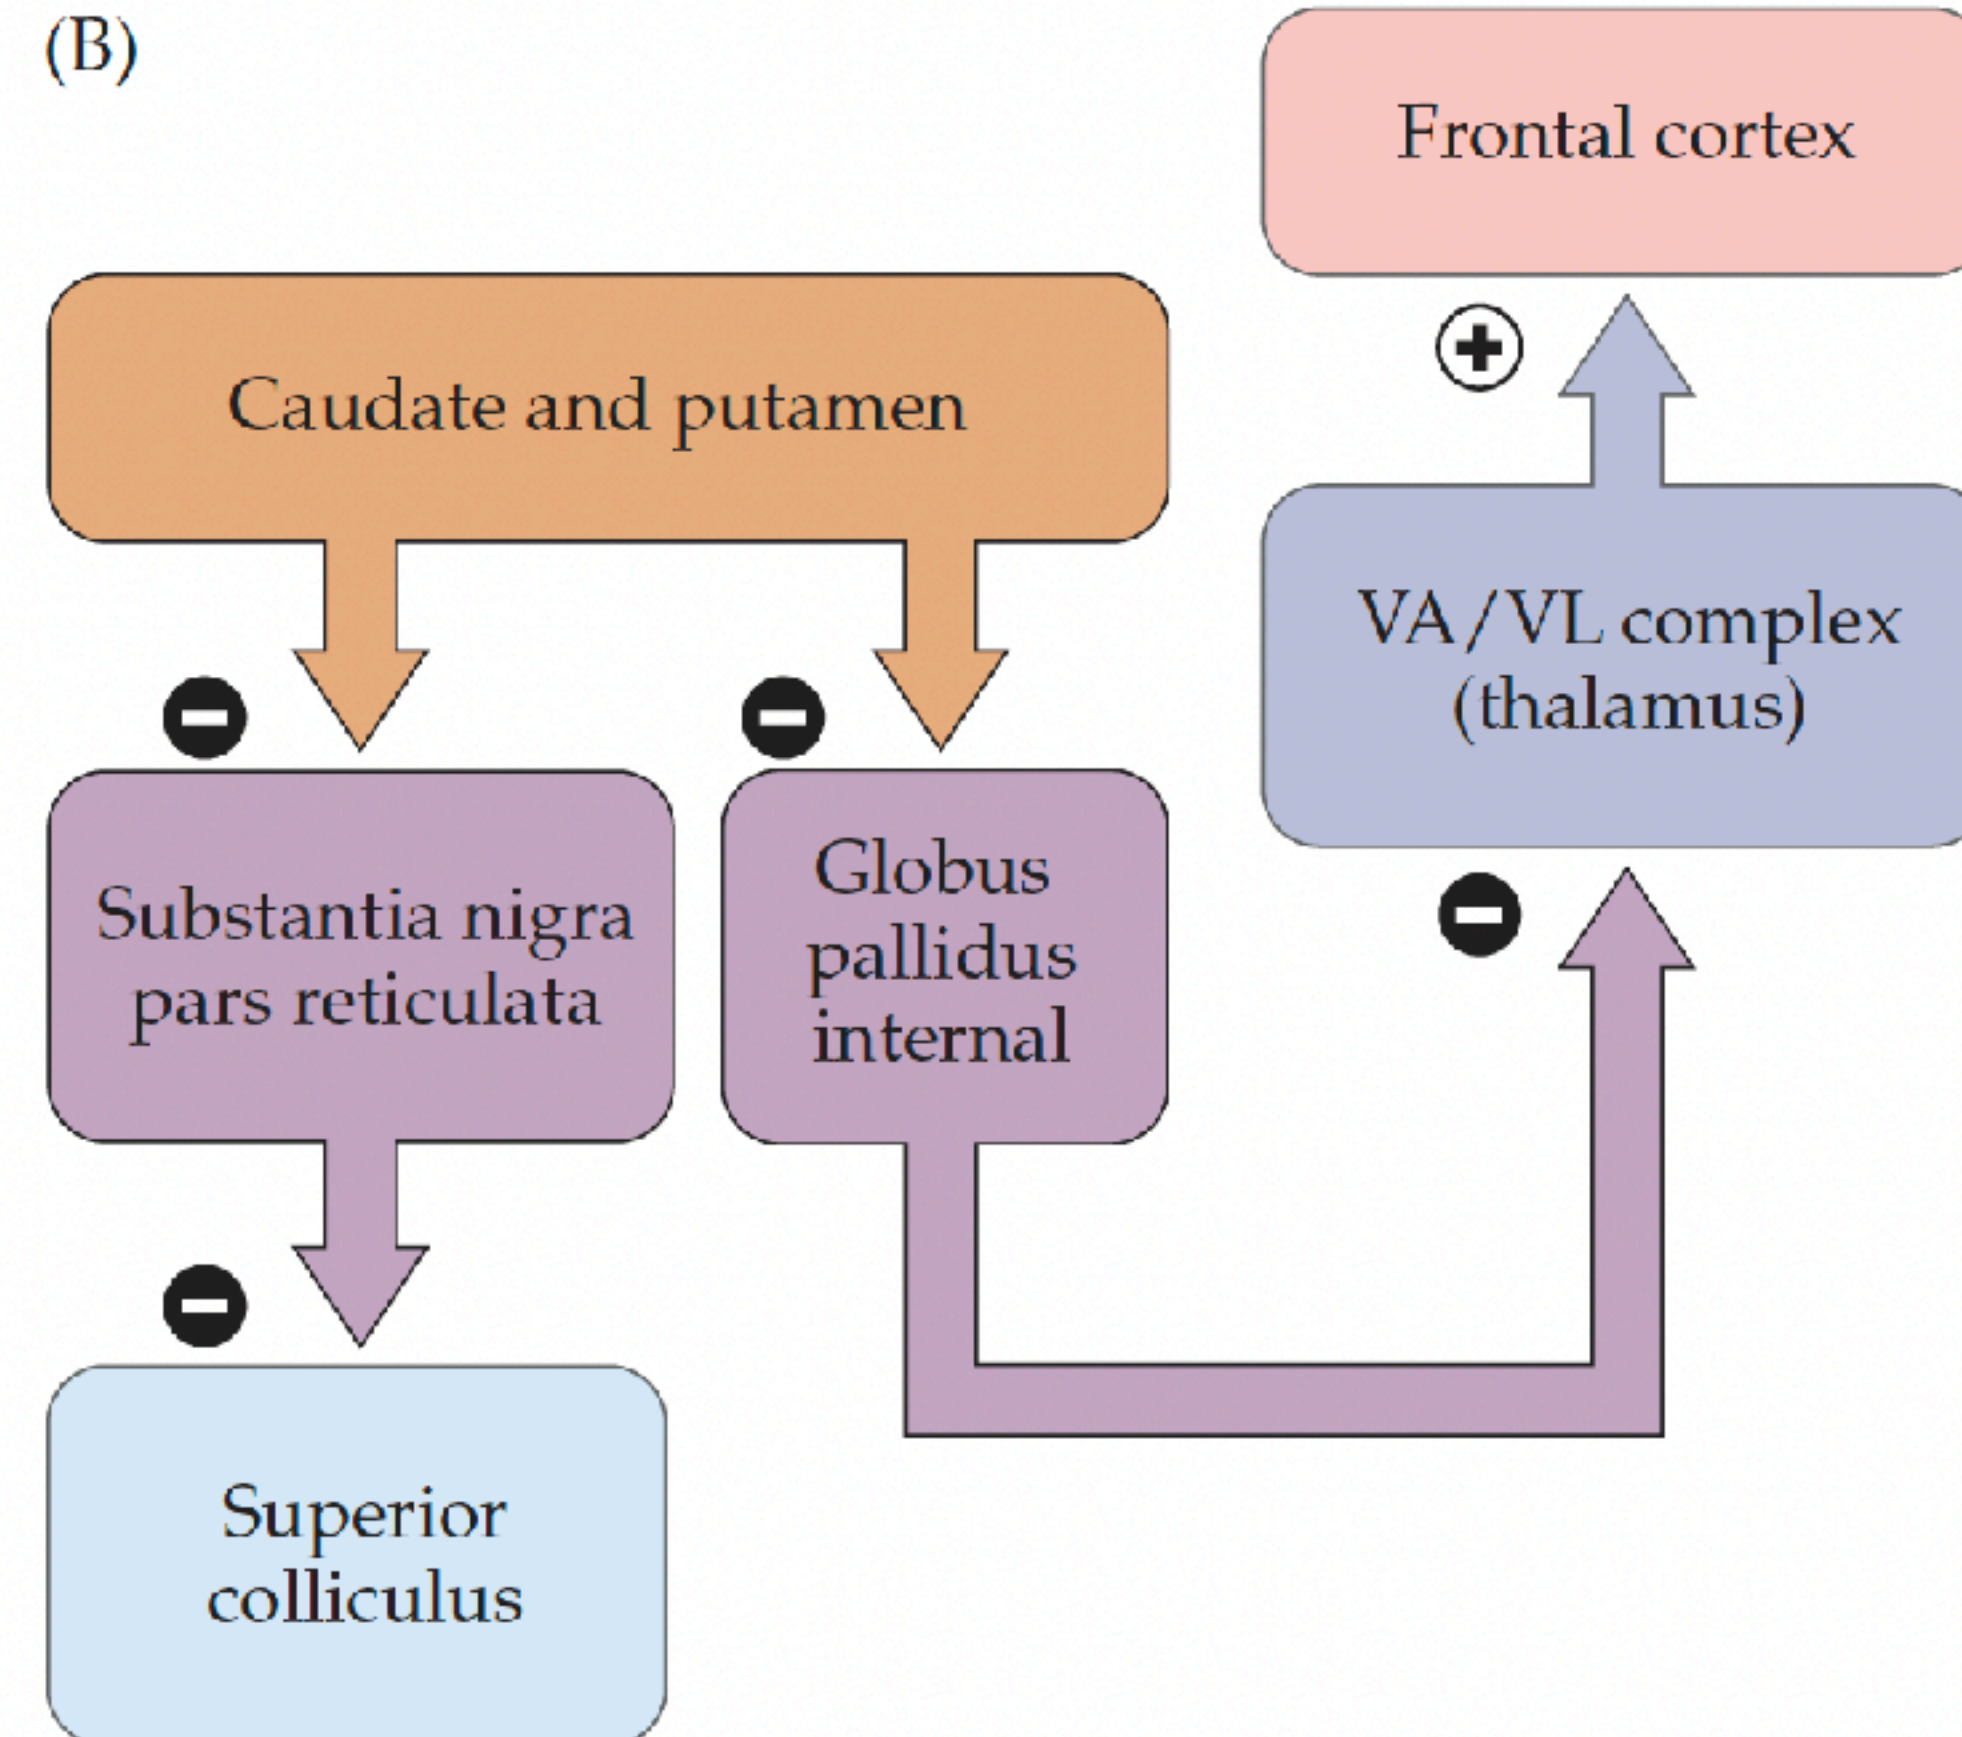 (B)
Frontal cortex
Caudate and putamen
VA/VL complex
(thalamus)
Substantia nigra
pars reticulata
Globus
pallidus
internal
Superior
colliculus